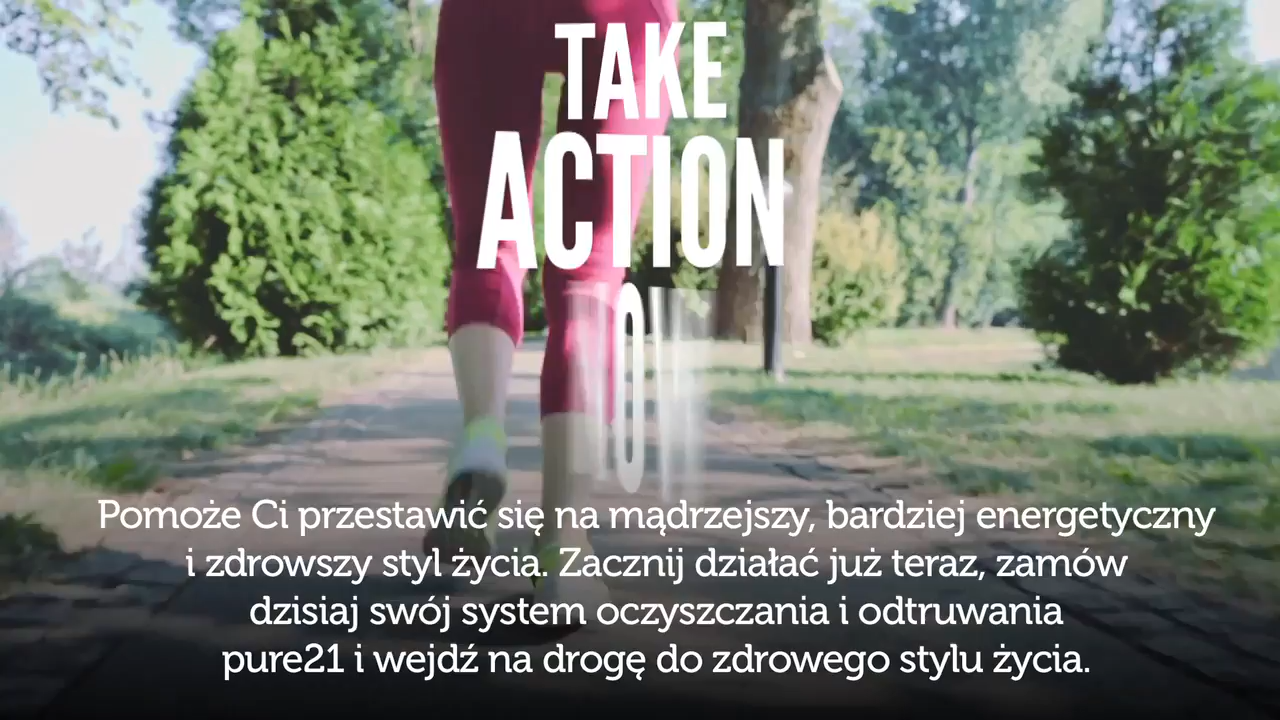 TAKE
ACTION
Pomoże Ci przestawić się na mądrzejszy, bardziej energetyczny
i zdrowszy styl życia. Zacznij działać już teraz, zamów
dzisiaj swój system oczyszczania i odtruwania
pure21 i wejdź na drogę do zdrowego stylu życia.